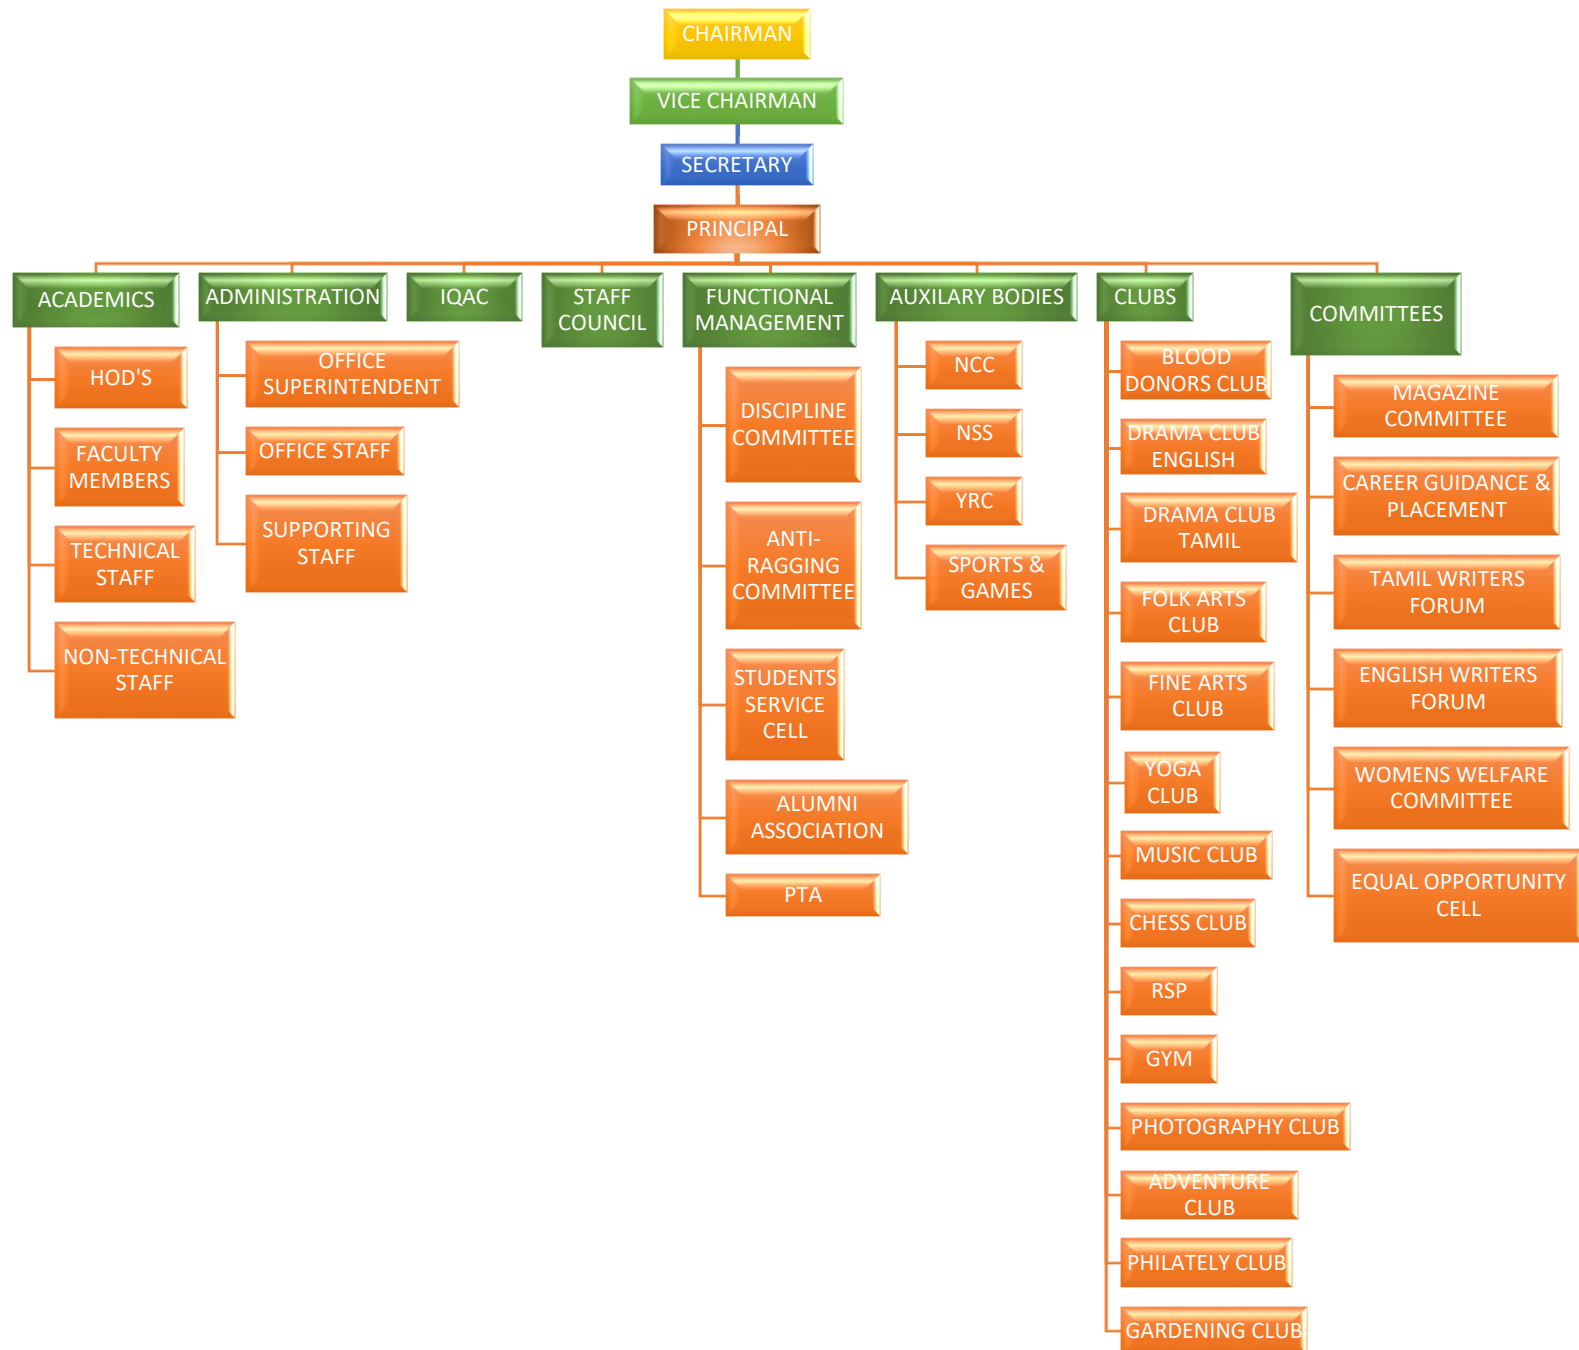 CHAIRMAN
VICE CHAIRMAN
SECRETARY
PRINCIPAL
ACADEMICS
HOD'S
FACULTY
MEMBERS
TECHNICAL
STAFF
NON-TECHNICAL
STAFF
ADMINISTRATION
OFFICE
SUPERINTENDENT
OFFICE STAFF
SUPPORTING
STAFF
IQAC
STAFF
COUNCIL
FUNCTIONAL
MANAGEMENT
DISCIPLINE
COMMITTEE
ANTI-
RAGGING
COMMITTEE
STUDENTS
SERVICE
CELL
ALUMNI
ASSOCIATION
PTA
AUXILARY BODIES
NCC
NSS
YRC
SPORTS &
GAMES
CLUBS
BLOOD
DONORS CLUB
DRAMA CLUB
ENGLISH
DRAMA CLUB
TAMIL
FOLK ARTS
CLUB
FINE ARTS
CLUB
YOGA
CLUB
MUSIC CLUB
CHESS CLUB
RSP
GYM
PHOTOGRAPHY CLUB
ADVENTURE
CLUB
PHILATELY CLUB
GARDENING CLUB
COMMITTEES
MAGAZINE
COMMITTEE
CAREER GUIDANCE &
PLACEMENT
TAMIL WRITERS
FORUM
ENGLISH WRITERS
FORUM
WOMENS WELFARE
COMMITTEE
EQUAL OPPORTUNITY
CELL